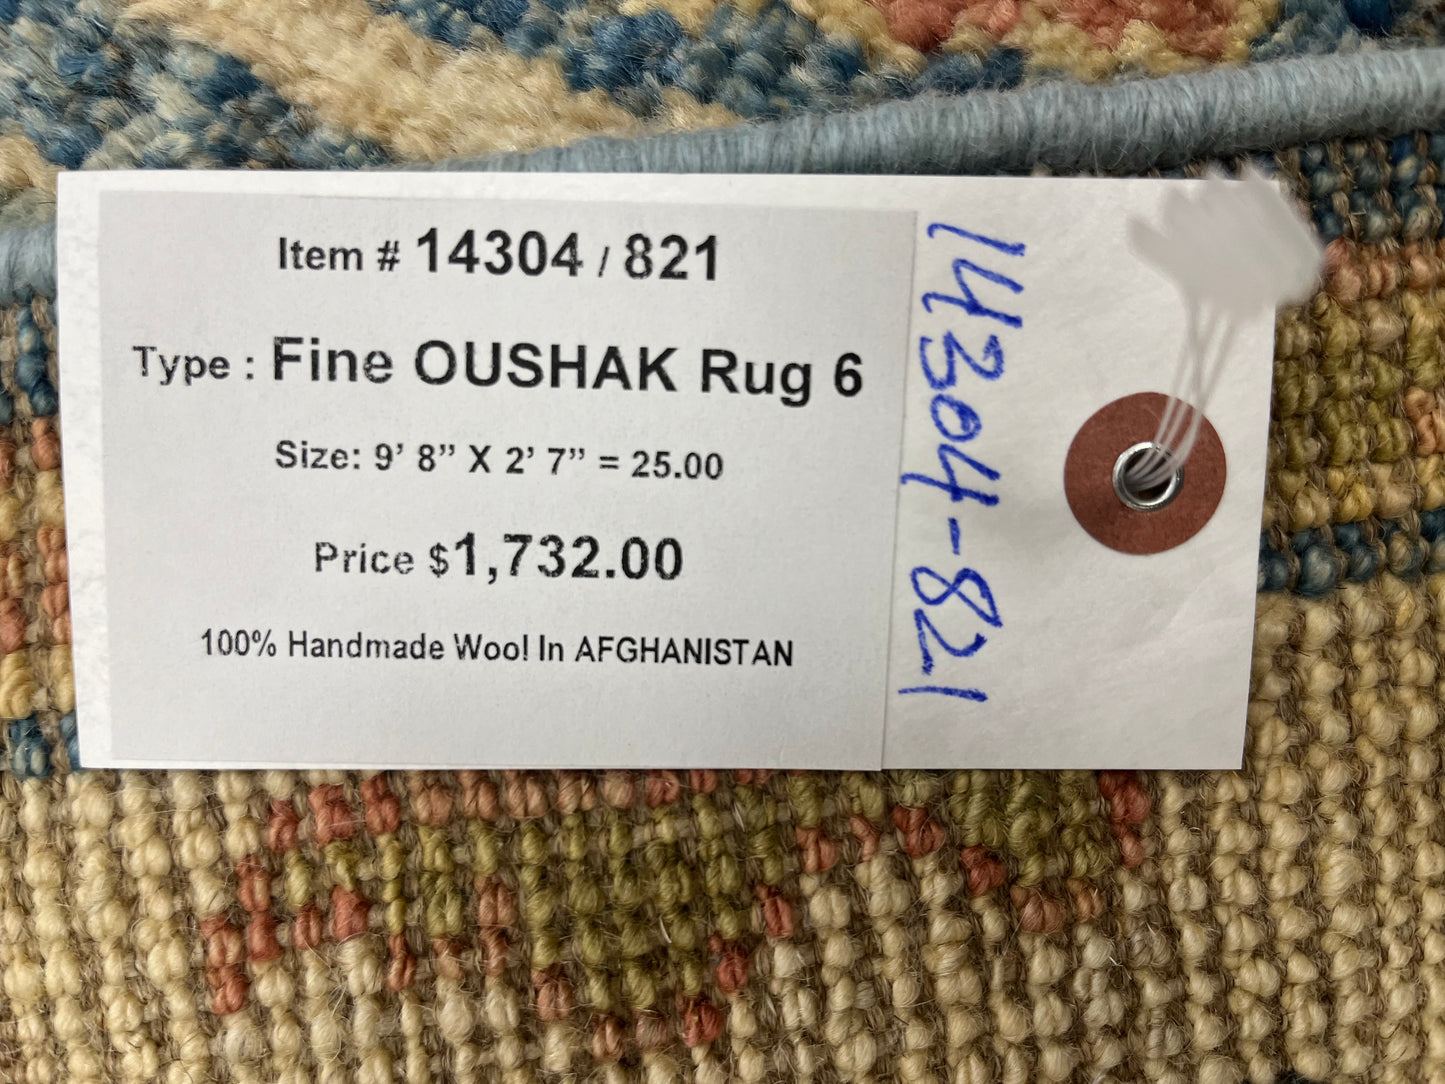 Item # 14304 / 821
Type : Fine OUSHAK Rug 6
Size: 9’ 8” X 2’ 7” = 25.00
Price $1,732.00
100% Handmade Wool In AFGHANISTAN
14304-821